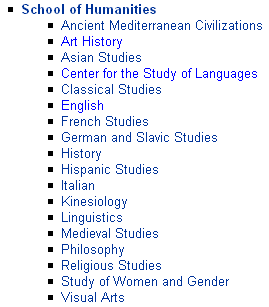 School of Humanities
Ancient Mediterranean Civilizations
Art History
Asian Studies
Center for the Study of Languages
Classical Studies
English
French Studies
German and Slavic Studies
History
Hispanic Studies
Italian
Kinesiology
Linguistics
Medieval Studies
Philosophy
Religious Studies
Study of Women and Gender
Visual Arts